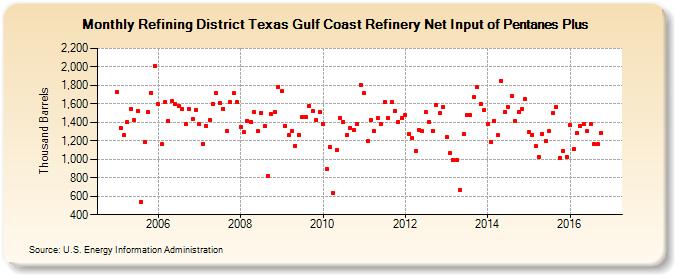 Monthly Refining District Texas Gulf Coast Refinery Net Input of Pentanes Plus
Thousand Barrels
2,200
2,000
1,800
1,600
1,400
1,200
1,000
800
600
400
2006 2008 2010 2012 2014 2016
Source: U.S. Energy Information Administration